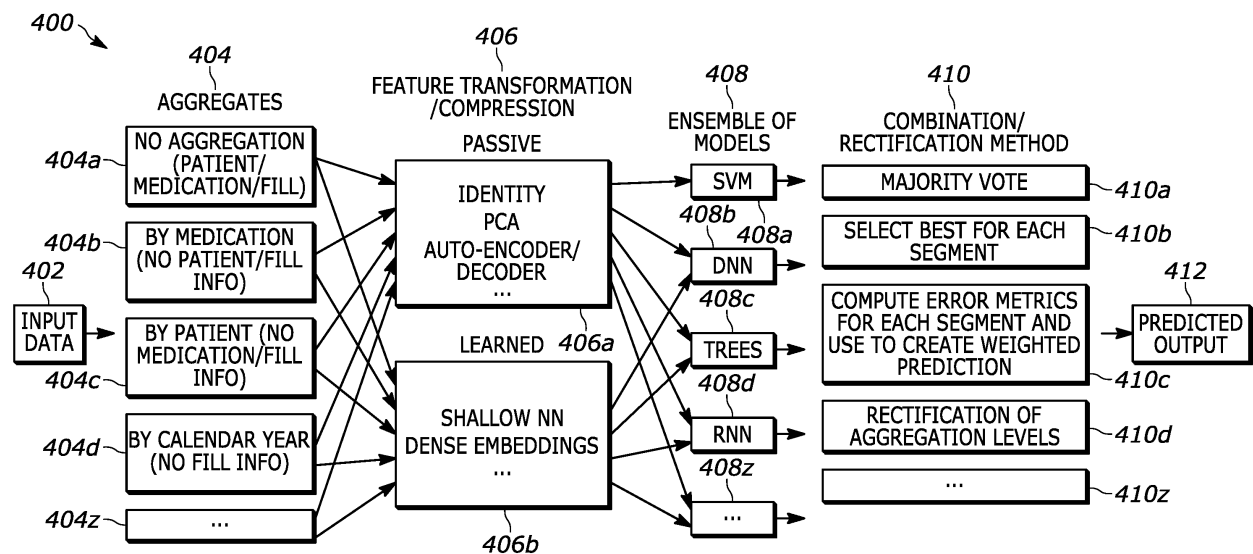 400
402
INPUT
DATA
404
AGGREGATES
404a
NO AGGREGATION
(PATIENT/
MEDICATION/FILL)
404b
BY MEDICATION
(NO PATIENT/FILL
INFO)
404c
BY PATIENT (NO
MEDICATION/FILL
INFO)
404d
BY CALENDAR YEAR
(NO FILL INFO)
404z
...
406
FEATURE TRANSFORMATION
/COMPRESSION
PASSIVE
IDENTITY
PCA
AUTO-ENCODER/
DECODER
...
406a
LEARNED
SHALLOW NN
DENSE EMBEDDINGS
...
406b
408
ENSEMBLE OF
MODELS
SVM
408a
408b
DNN
408c
TREES
408d
RNN
408z
...
410
COMBINATION/
RECTIFICATION METHOD
MAJORITY VOTE
410a
SELECT BEST FOR EACH
SEGMENT
410b
COMPUTE ERROR METRICS
FOR EACH SEGMENT AND
USE TO CREATE WEIGHTED
PREDICTION
410c
RECTIFICATION OF
AGGREGATION LEVELS
410d
...
410z
412
PREDICTED
OUTPUT